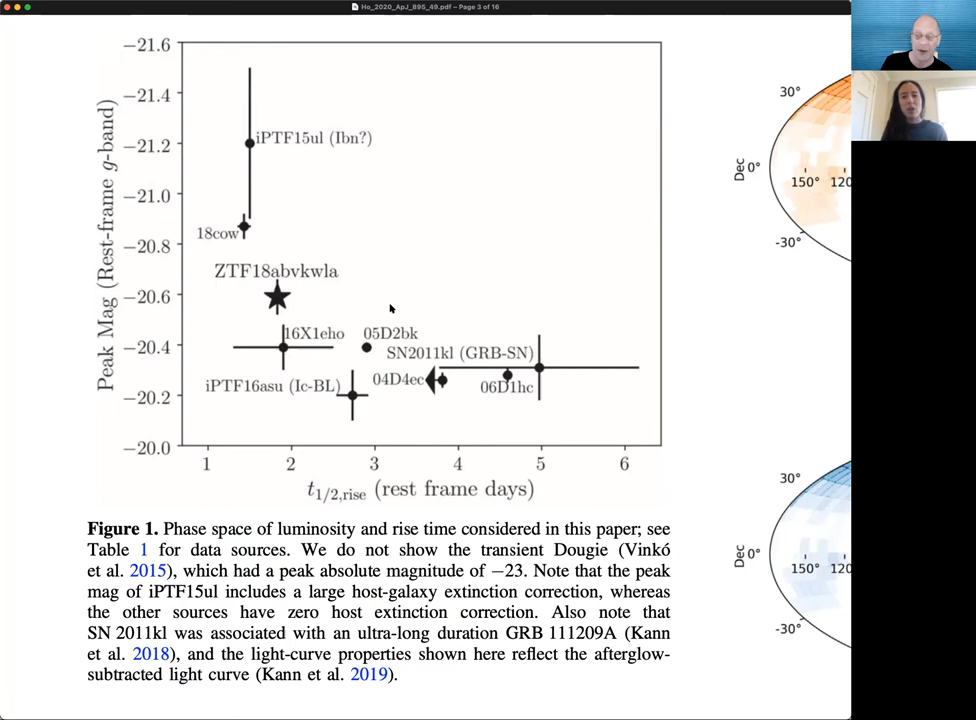 Ho_2020_ApJ_895_49.pdf – Page 3 of 16
Peak Mag (Rest-frame g-band)
−21.6
−21.4
−21.2
−21.0
−20.8
−20.6
−20.4
−20.2
−20.0
iPTF15ul (Ibn?)
18cow
ZTF18abvkwla
16X1eho
05D2bk
SN2011kl (GRB-SN)
iPTF16asu (Ic-BL)
04D4ec
06D1hc
1 2 3 4 5 6
t1/2,rise (rest frame days)
Figure 1. Phase space of luminosity and rise time considered in this paper; see
Table 1 for data sources. We do not show the transient Dougie (Vinkó
et al. 2015), which had a peak absolute magnitude of −23. Note that the peak
mag of iPTF15ul includes a large host-galaxy extinction correction, whereas
the other sources have zero host extinction correction. Also note that
SN 2011kl was associated with an ultra-long duration GRB 111209A (Kann
et al. 2018), and the light-curve properties shown here reflect the afterglow-
subtracted light curve (Kann et al. 2019).
30°
Dec
0°
150° 120
-30°
30°
Dec
0°
150° 120
-30°